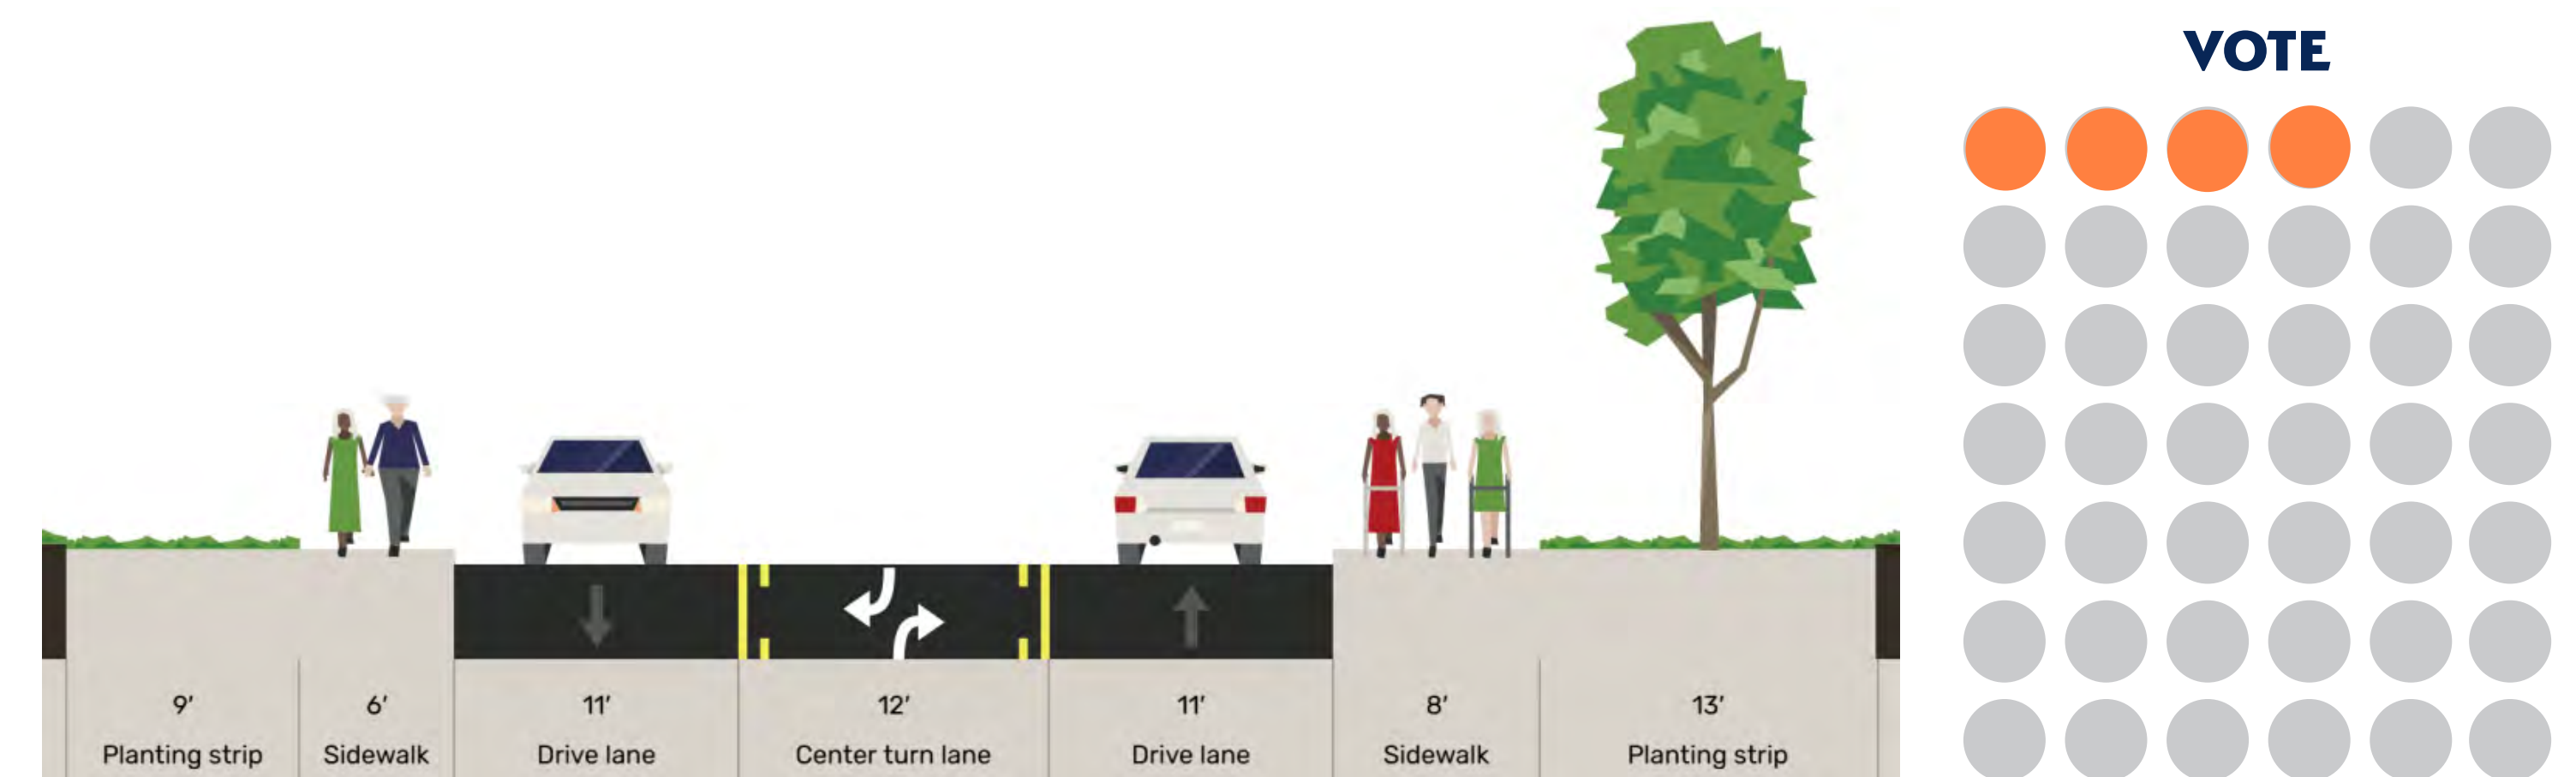 VOTE
9′ 6′ 11′ 12′ 11′ 8′ 13′
Planting strip Sidewalk Drive lane Center turn lane Drive lane Sidewalk Planting strip